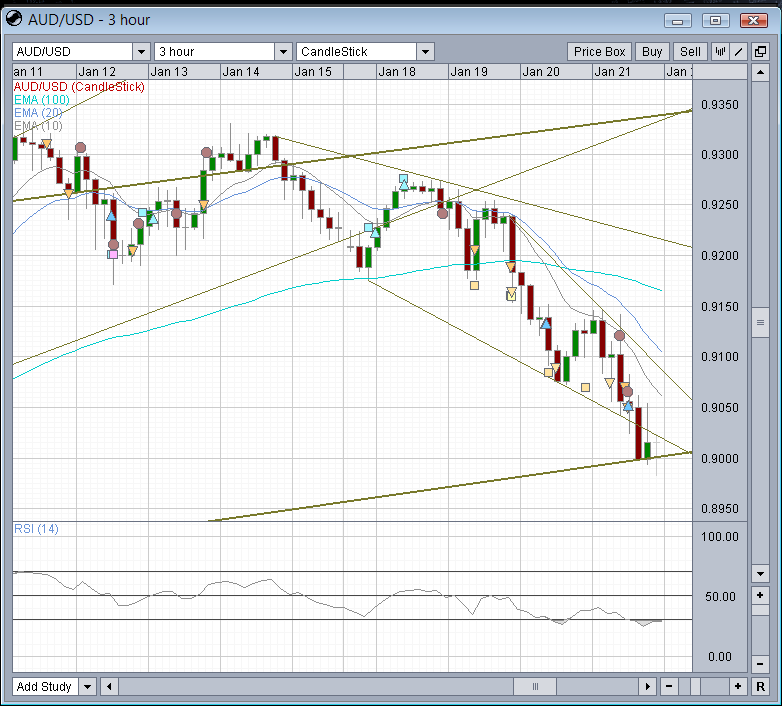 AUD/USD - 3 hour
AUD/USD 3 hour CandleStick Price Box Buy Sell
an 11 Jan 12 Jan 13 Jan 14 Jan 15 Jan 18 Jan 19 Jan 20 Jan 21 Jan
AUD/USD (CandleStick)
EMA (100)
EMA (20)
EMA (10)
0.9350
0.9300
0.9250
0.9200
0.9150
0.9100
0.9050
0.9000
0.8950
RSI (14)
100.00
50.00
0.00
Add Study R